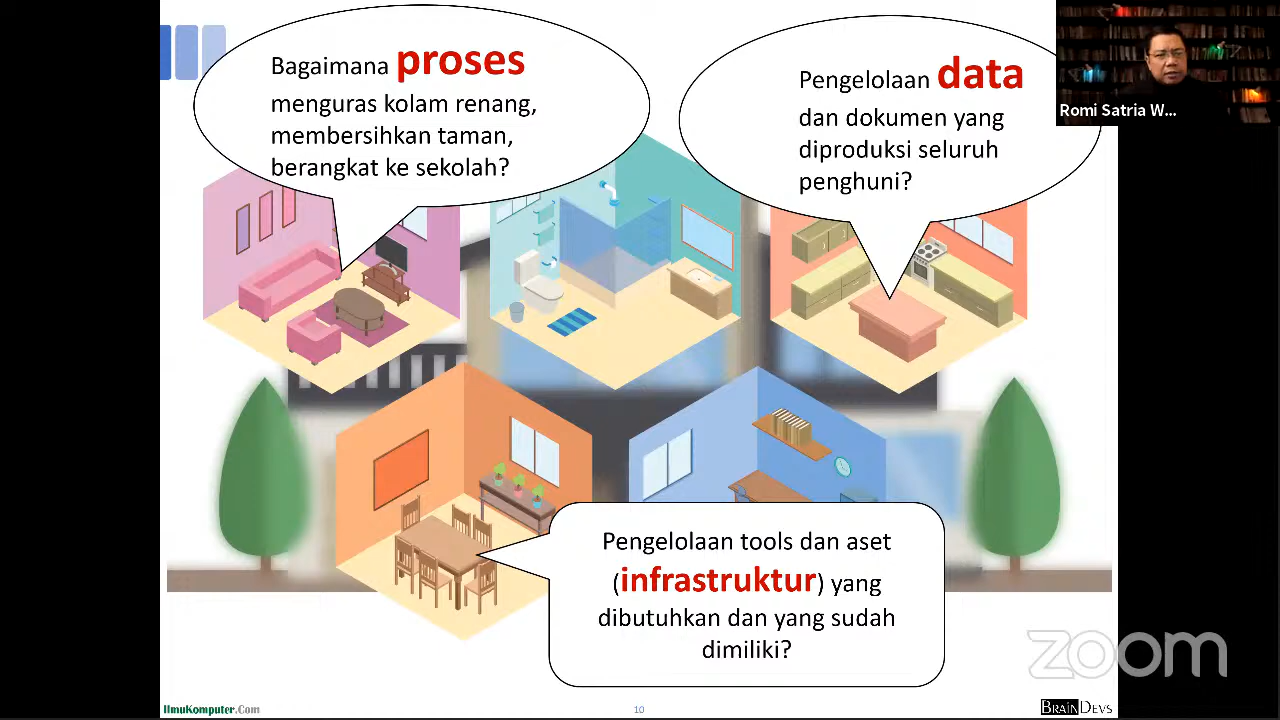 Bagaimana proses
menguras kolam renang,
membersihkan taman,
berangkat ke sekolah?
Pengelolaan data
dan dokumen yang
diproduksi seluruh
penghuni?
Romi Satria W...
Pengelolaan tools dan aset
(infrastruktur) yang
dibutuhkan dan yang sudah
dimiliki?
zoom
IlmuKomputer.Com
10
BRAINDEVS